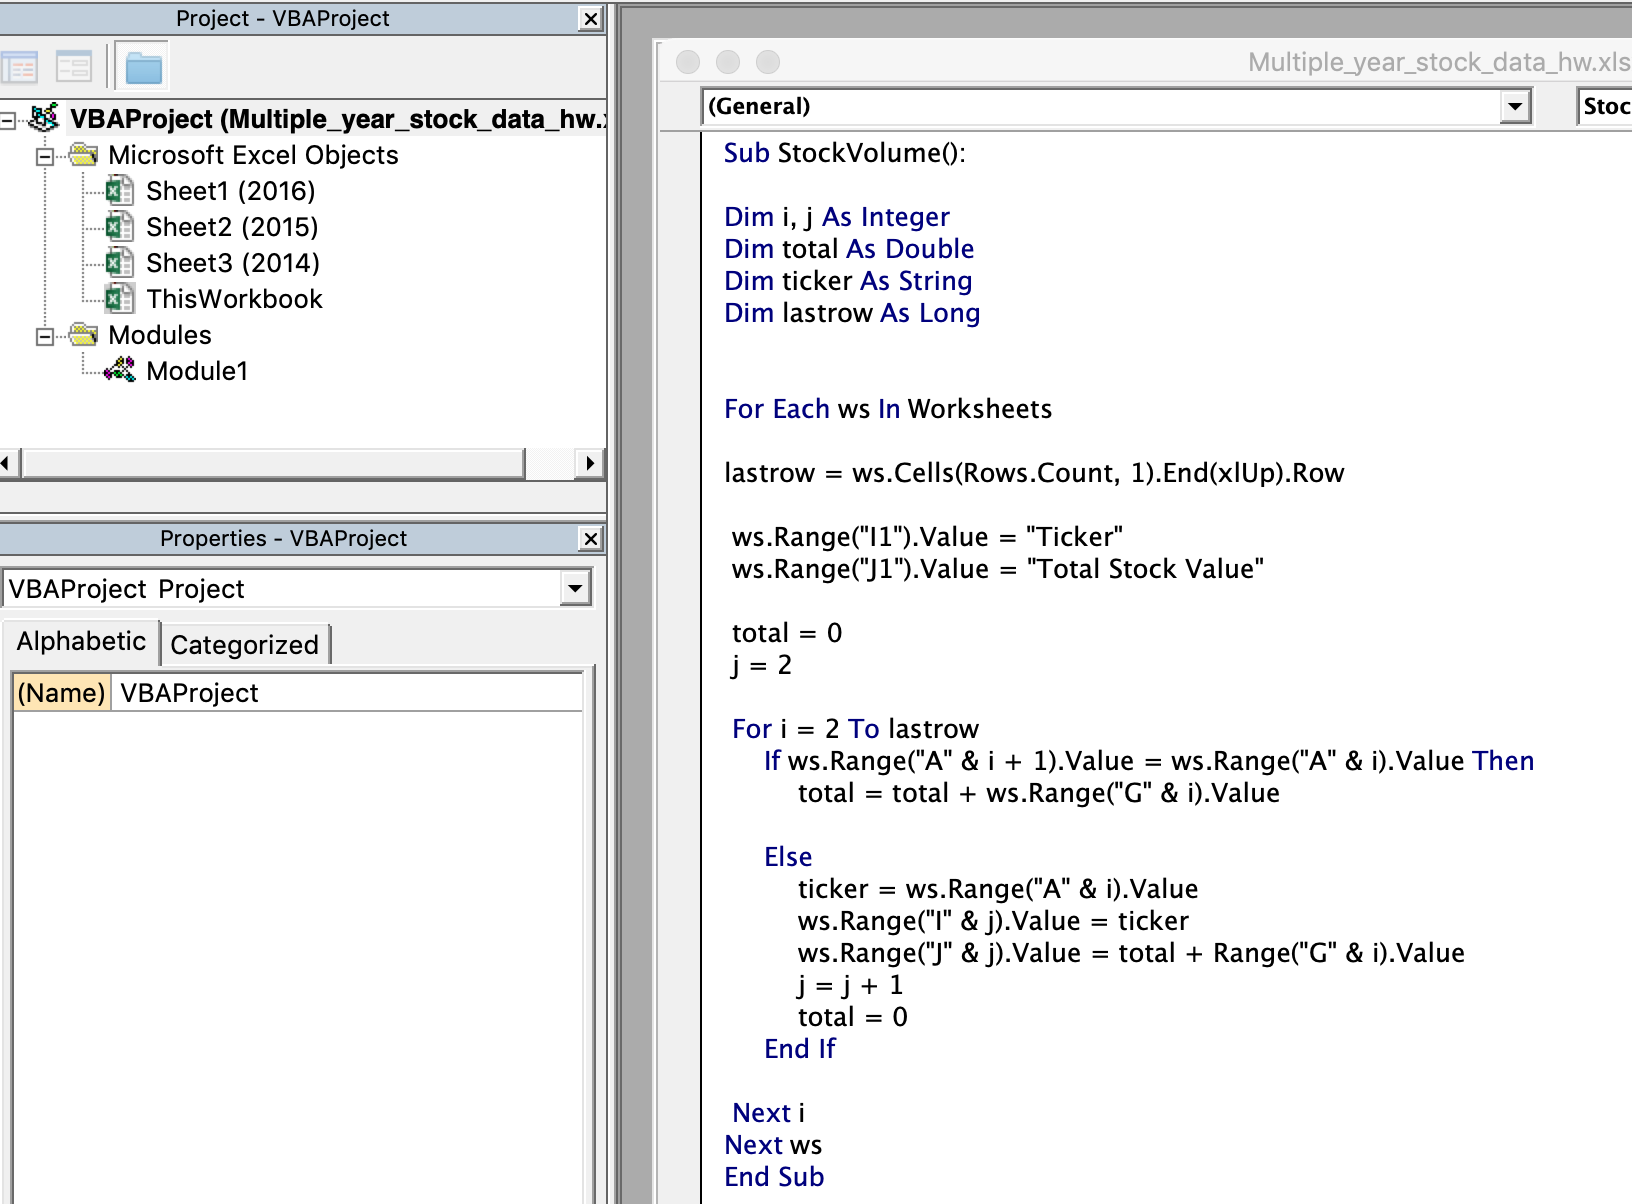 Project - VBAProject
VBAProject (Multiple_year_stock_data_hw.
Microsoft Excel Objects
Sheet1 (2016)
Sheet2 (2015)
Sheet3 (2014)
ThisWorkbook
Modules
Module1
Properties - VBAProject
VBAProject Project
Alphabetic
Categorized
(Name) VBAProject
Multiple_year_stock_data_hw.xls
(General)
Stoc
Sub StockVolume():
Dim i, j As Integer
Dim total As Double
Dim ticker As String
Dim lastrow As Long
For Each ws In Worksheets
lastrow = ws.Cells(Rows.Count, 1).End(xlUp).Row
ws.Range("I1").Value = "Ticker"
ws.Range("J1").Value = "Total Stock Value"
total = 0
j = 2
For i = 2 To lastrow
If ws.Range("A" & i + 1).Value = ws.Range("A" & i).Value Then
total = total + ws.Range("G" & i).Value
Else
ticker = ws.Range("A" & i).Value
ws.Range("I" & j).Value = ticker
ws.Range("J" & j).Value = total + Range("G" & i).Value
j = j + 1
total = 0
End If
Next i
Next ws
End Sub